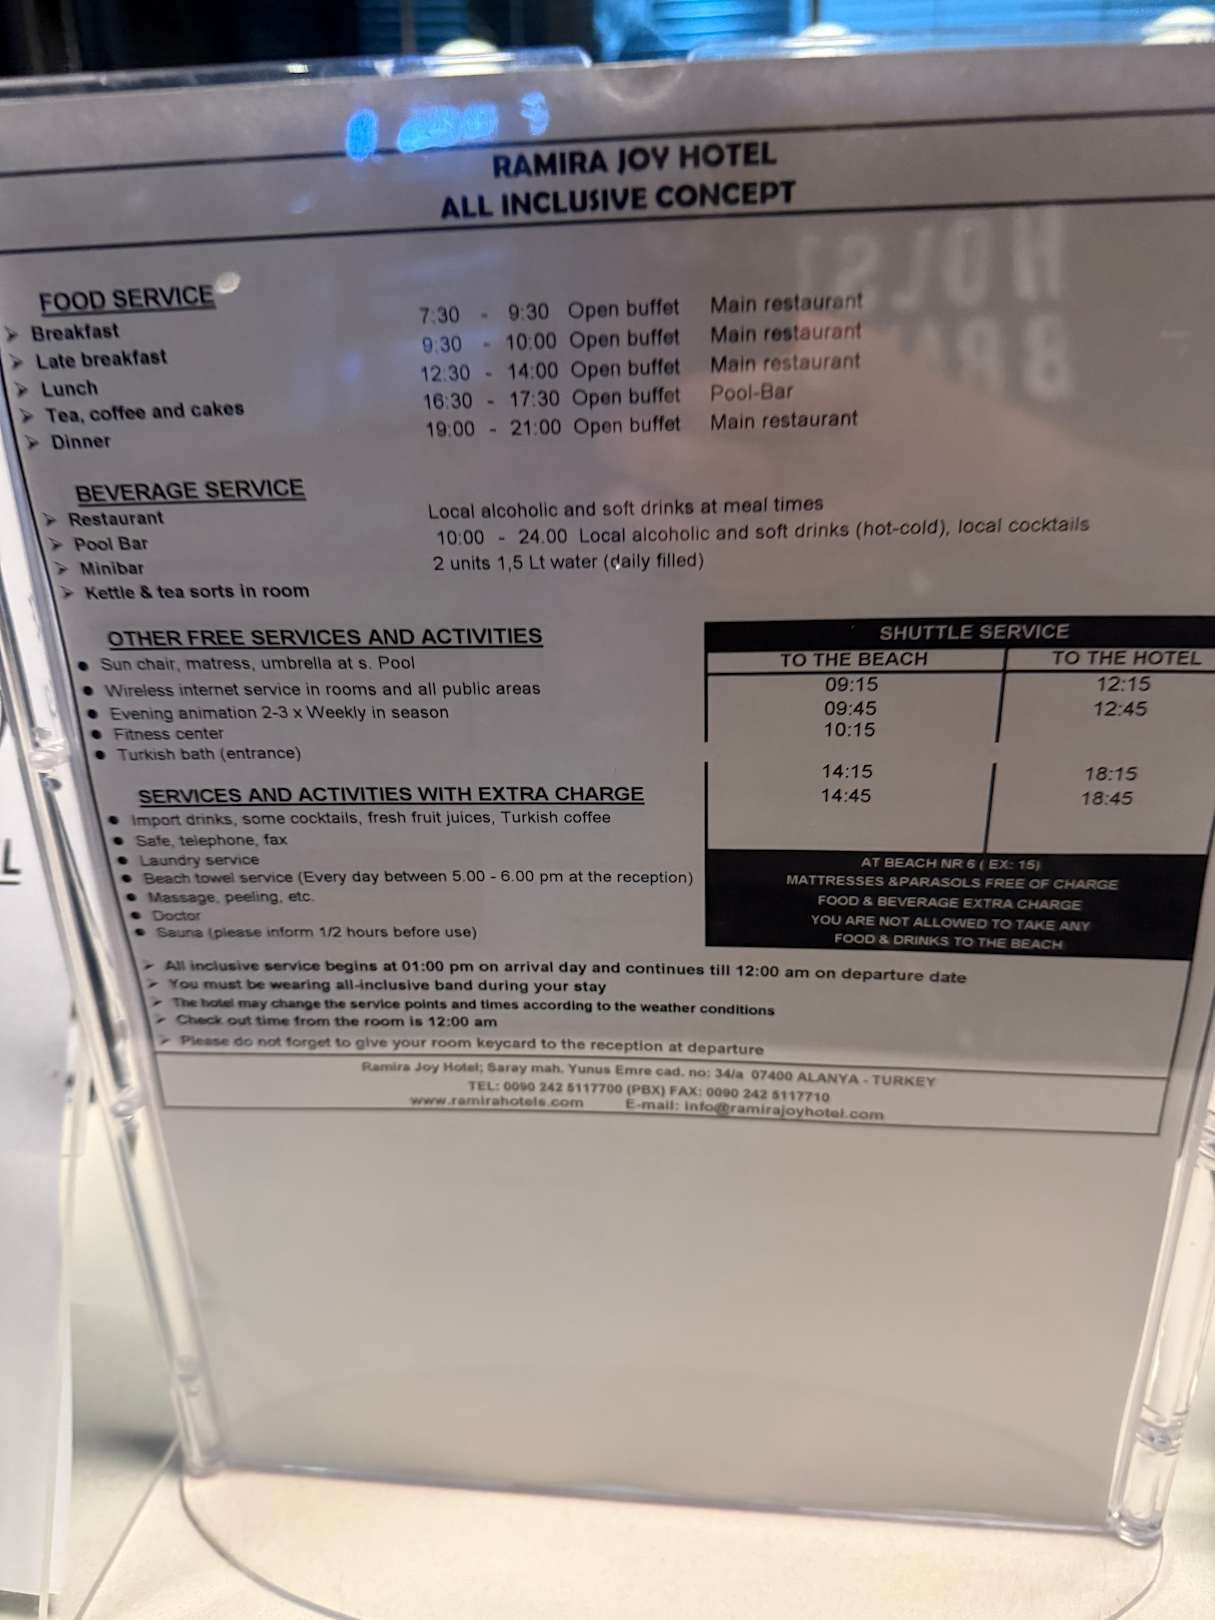 RAMIRA JOY HOTEL
ALL INCLUSIVE CONCEPT
FOOD SERVICE
➢ Breakfast 7:30 - 9:30 Open buffet Main restaurant
➢ Late breakfast 9:30 - 10:00 Open buffet Main restaurant
➢ Lunch 12:30 - 14:00 Open buffet Main restaurant
➢ Tea, coffee and cakes 16:30 - 17:30 Open buffet Pool-Bar
➢ Dinner 19:00 - 21:00 Open buffet Main restaurant
BEVERAGE SERVICE
➢ Restaurant Local alcoholic and soft drinks at meal times
➢ Pool Bar 10:00 - 24.00 Local alcoholic and soft drinks (hot-cold), local cocktails
➢ Minibar 2 units 1,5 Lt water (daily filled)
➢ Kettle & tea sorts in room
OTHER FREE SERVICES AND ACTIVITIES
● Sun chair, matress, umbrella at s. Pool
● Wireless internet service in rooms and all public areas
● Evening animation 2-3 x Weekly in season
● Fitness center
● Turkish bath (entrance)
SERVICES AND ACTIVITIES WITH EXTRA CHARGE
● Import drinks, some cocktails, fresh fruit juices, Turkish coffee
● Safe, telephone, fax
● Laundry service
● Beach towel service (Every day between 5.00 - 6.00 pm at the reception)
● Massage, peeling, etc.
● Doctor
● Sauna (please inform 1/2 hours before use)
SHUTTLE SERVICE
TO THE BEACH TO THE HOTEL
09:15 12:15
09:45 12:45
10:15
14:15 18:15
14:45 18:45
AT BEACH NR 6 ( EX: 15)
MATTRESSES &PARASOLS FREE OF CHARGE
FOOD & BEVERAGE EXTRA CHARGE
YOU ARE NOT ALLOWED TO TAKE ANY
FOOD & DRINKS TO THE BEACH
➢ All inclusive service begins at 01:00 pm on arrival day and continues till 12:00 am on departure date
➢ You must be wearing all-inclusive band during your stay
➢ The hotel may change the service points and times according to the weather conditions
➢ Check out time from the room is 12:00 am
➢ Please do not forget to give your room keycard to the reception at departure
Ramira Joy Hotel; Saray mah. Yunus Emre cad. no: 34/a 07400 ALANYA - TURKEY
TEL: 0090 242 5117700 (PBX) FAX: 0090 242 5117710
www.ramirahotels.com E-mail: info@ramirajoyhotel.com